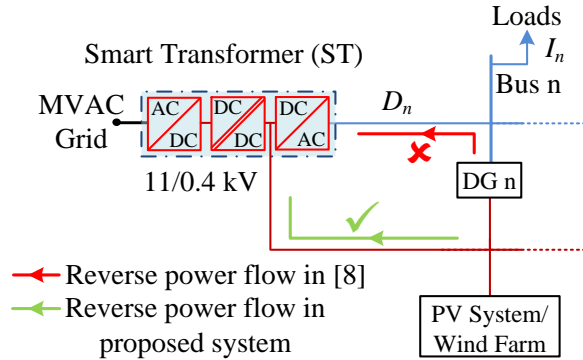 Loads
I_n
Smart Transformer (ST)
Bus n
MVAC
Grid
AC
DC
DC
DC
DC
AC
D_n
11/0.4 kV
DG n
Reverse power flow in [8]
Reverse power flow in
proposed system
PV System/
Wind Farm